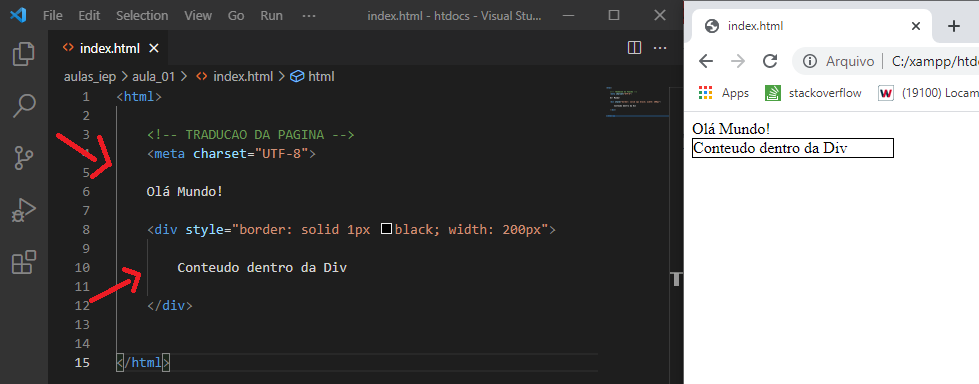 File Edit Selection View Go Run ··· index.html - htdocs - Visual Stu...
index.html
aulas_iep > aula_01 > index.html > html
1 <html>
2
3 <!-- TRADUCAO DA PAGINA -->
4 <meta charset="UTF-8">
5
6 Olá Mundo!
7
8 <div style="border: solid 1px black; width: 200px">
9
10 Conteudo dentro da Div
11
12 </div>
13
14
15 </html>
index.html
Arquivo | C:/xampp/htdo
Apps stackoverflow (19100) Locam
Olá Mundo!
Conteudo dentro da Div